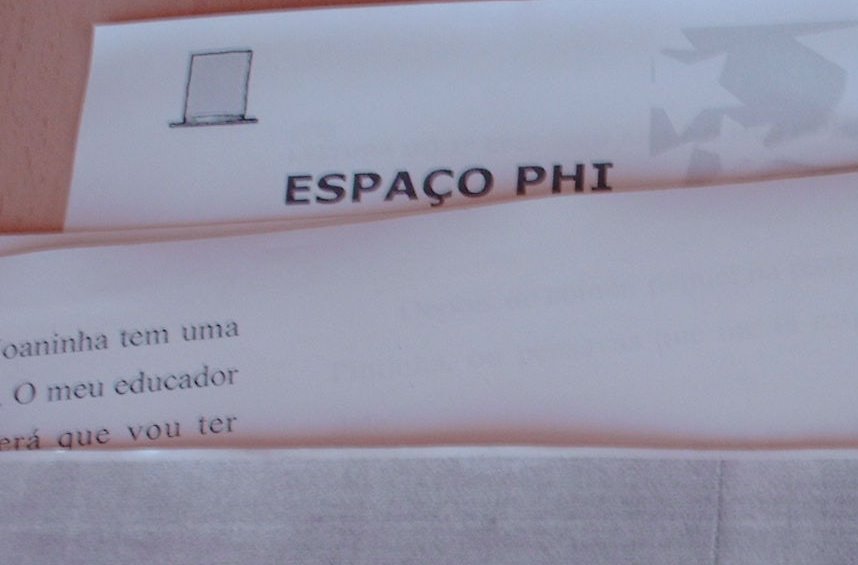 ESPAÇO PHI
oaninha tem uma
. O meu educador
erá que vou ter